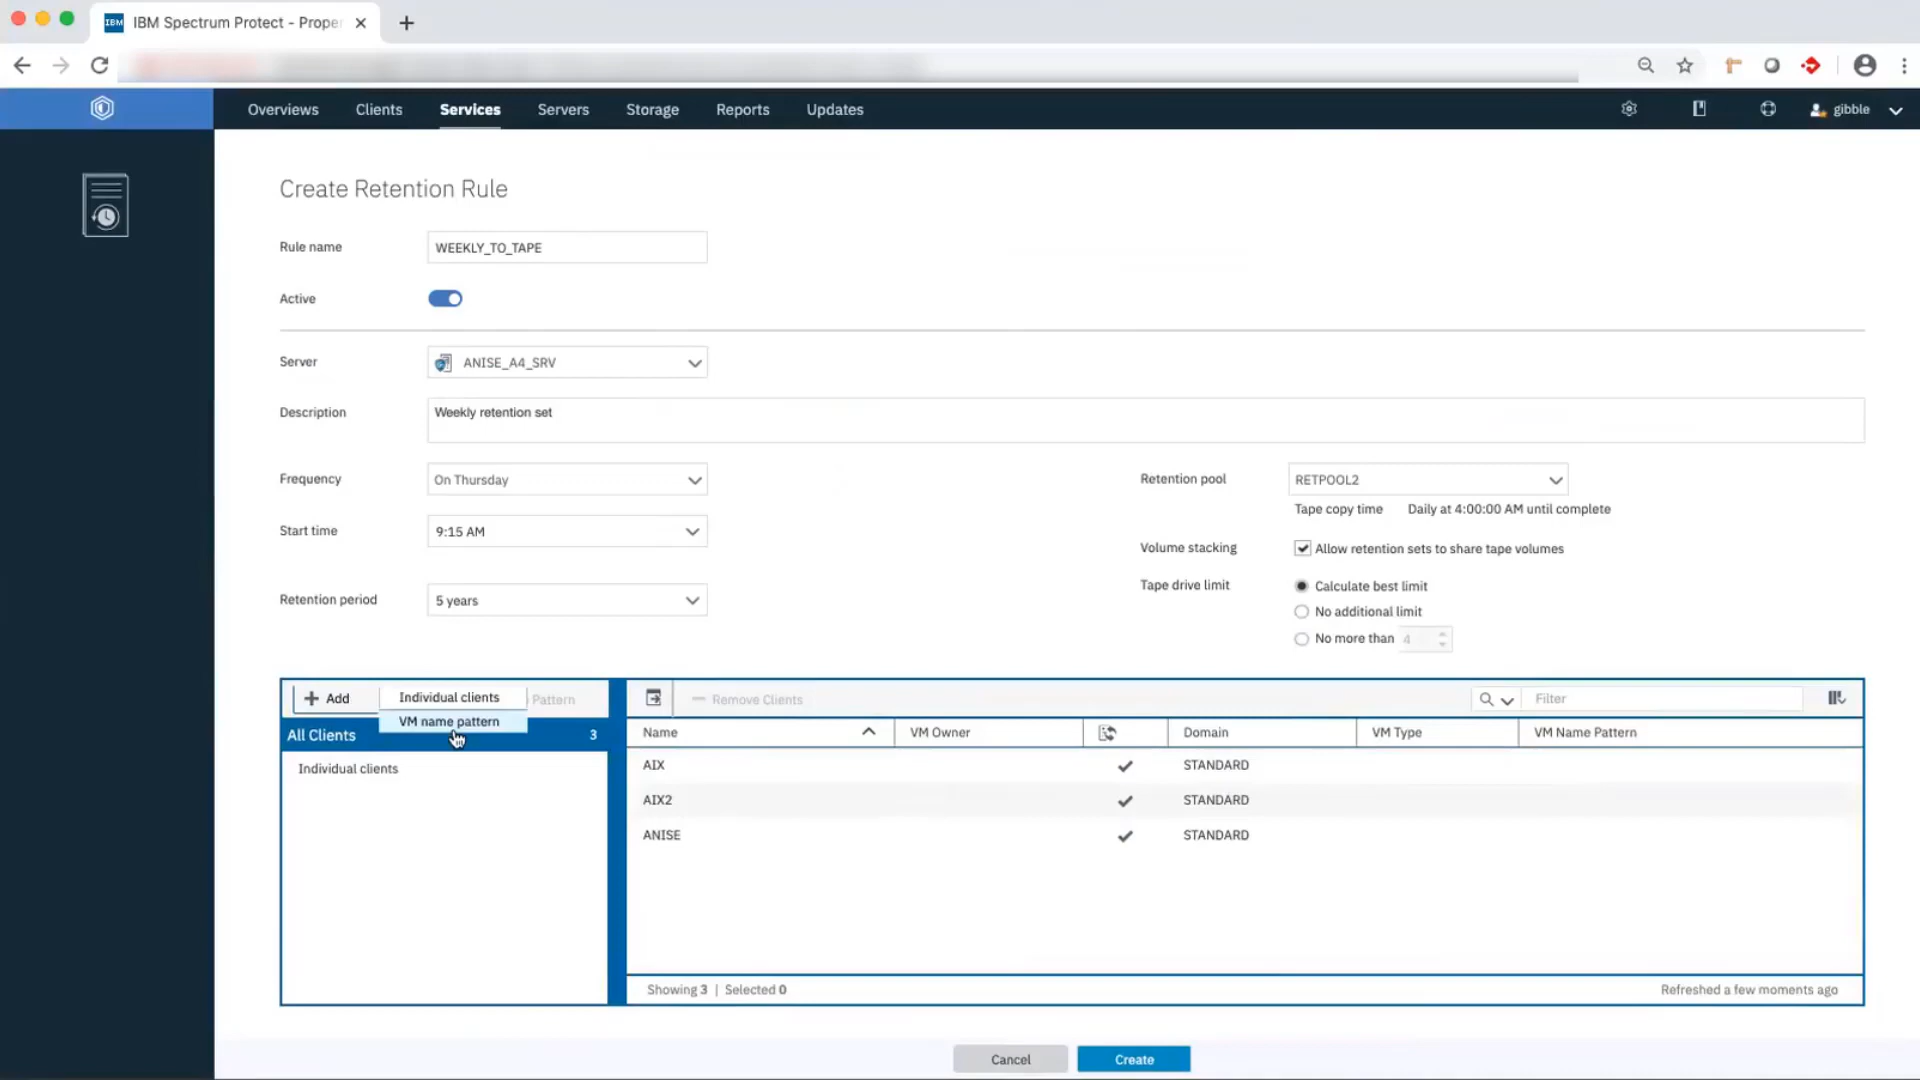 IBM IBM Spectrum Protect - Proper
Overviews Clients Services Servers Storage Reports Updates gibble
Create Retention Rule
Rule name WEEKLY_TO_TAPE
Active
Server ANISE_A4_SRV
Description Weekly retention set
Frequency On Thursday Retention pool RETPOOL2
Tape copy time Daily at 4:00:00 AM until complete
Start time 9:15 AM
Volume stacking Allow retention sets to share tape volumes
Tape drive limit Calculate best limit
Retention period 5 years
No additional limit
No more than 4
Add Individual clients Pattern Remove Clients Filter
VM name pattern
All Clients 3 Name VM Owner Domain VM Type VM Name Pattern
Individual clients AIX STANDARD
AIX2 STANDARD
ANISE STANDARD
Showing 3 | Selected 0 Refreshed a few moments ago
Cancel Create